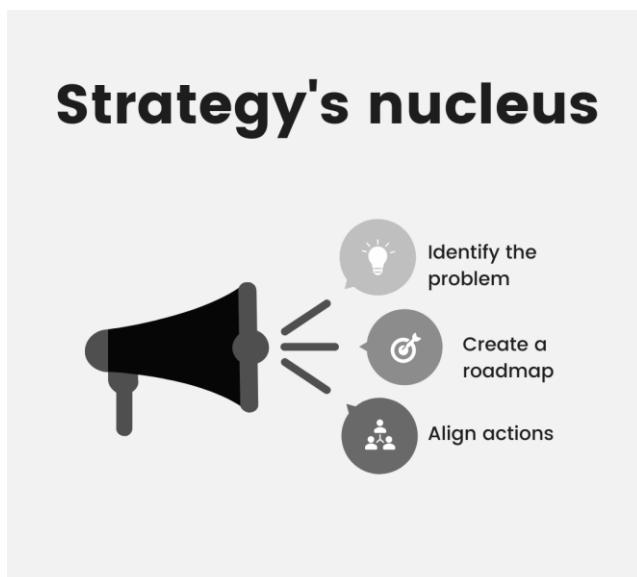 Strategy's nucleus
Identify the
problem
Create a
roadmap
Align actions